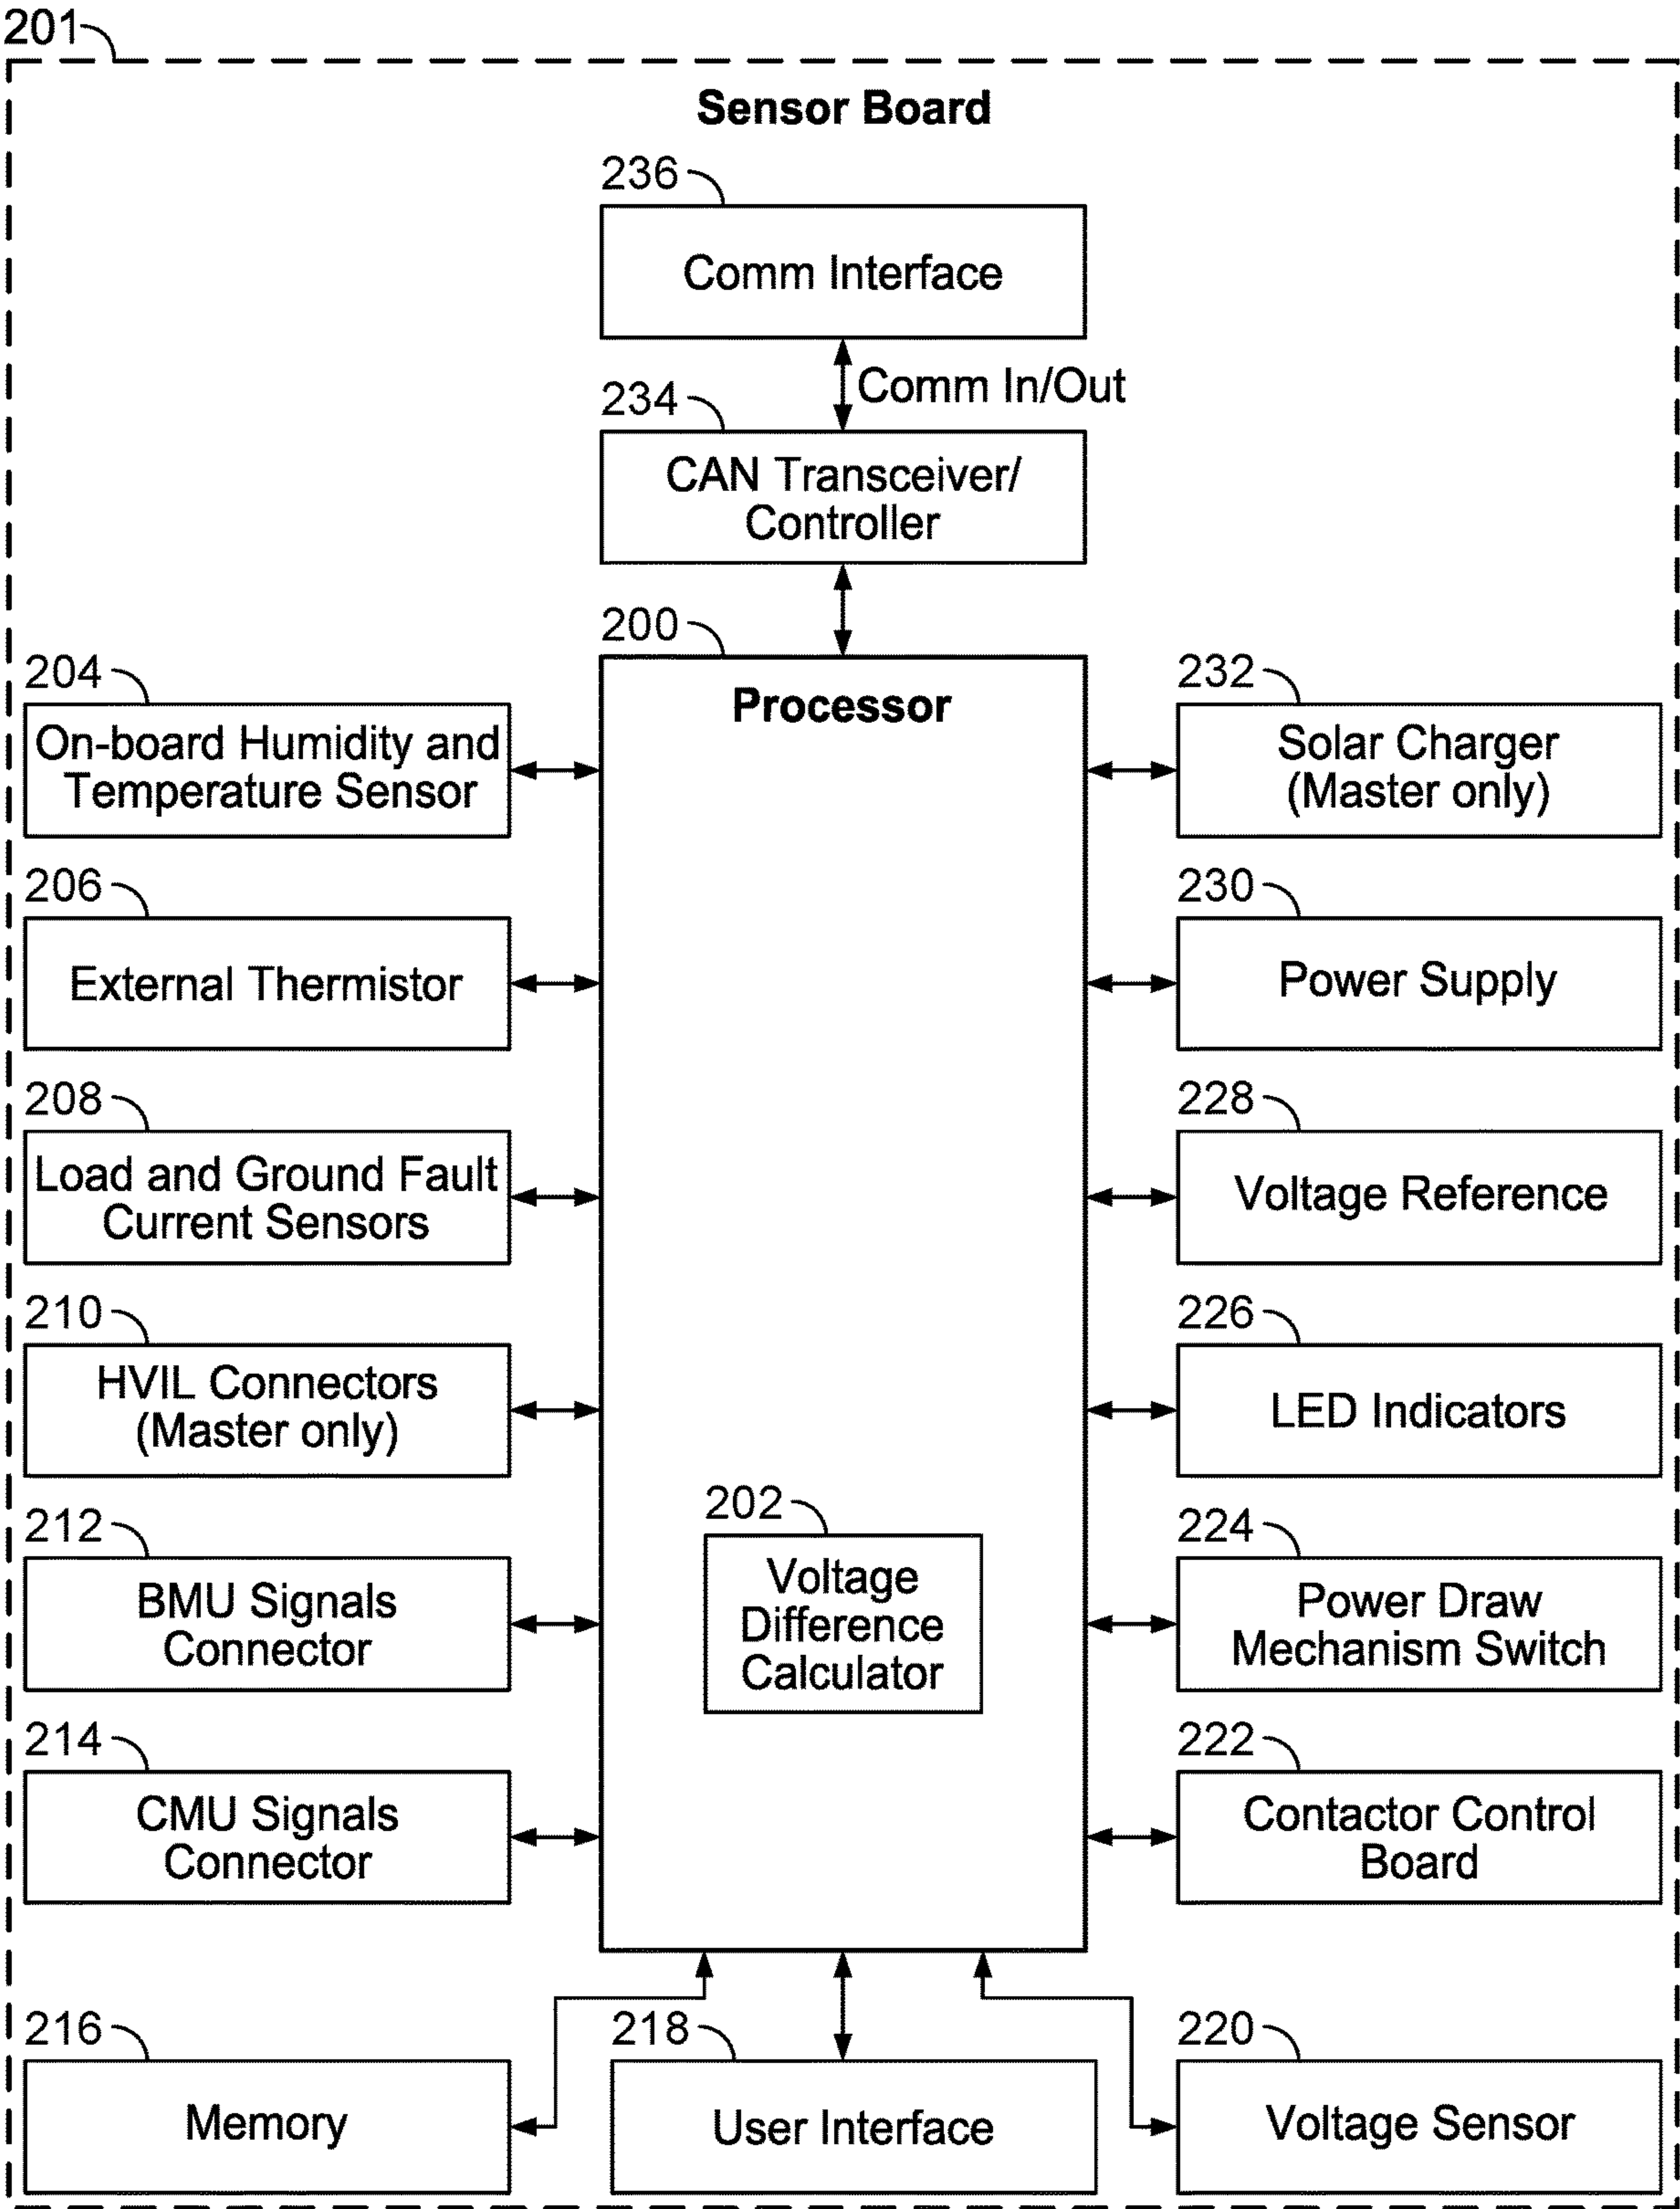 201
Sensor Board
236
Comm Interface
Comm In/Out
234
CAN Transceiver/
Controller
200
Processor
204
On-board Humidity and
Temperature Sensor
206
External Thermistor
208
Load and Ground Fault
Current Sensors
210
HVIL Connectors
(Master only)
212
BMU Signals
Connector
214
CMU Signals
Connector
202
Voltage
Difference
Calculator
232
Solar Charger
(Master only)
230
Power Supply
228
Voltage Reference
226
LED Indicators
224
Power Draw
Mechanism Switch
222
Contactor Control
Board
216
Memory
218
User Interface
220
Voltage Sensor